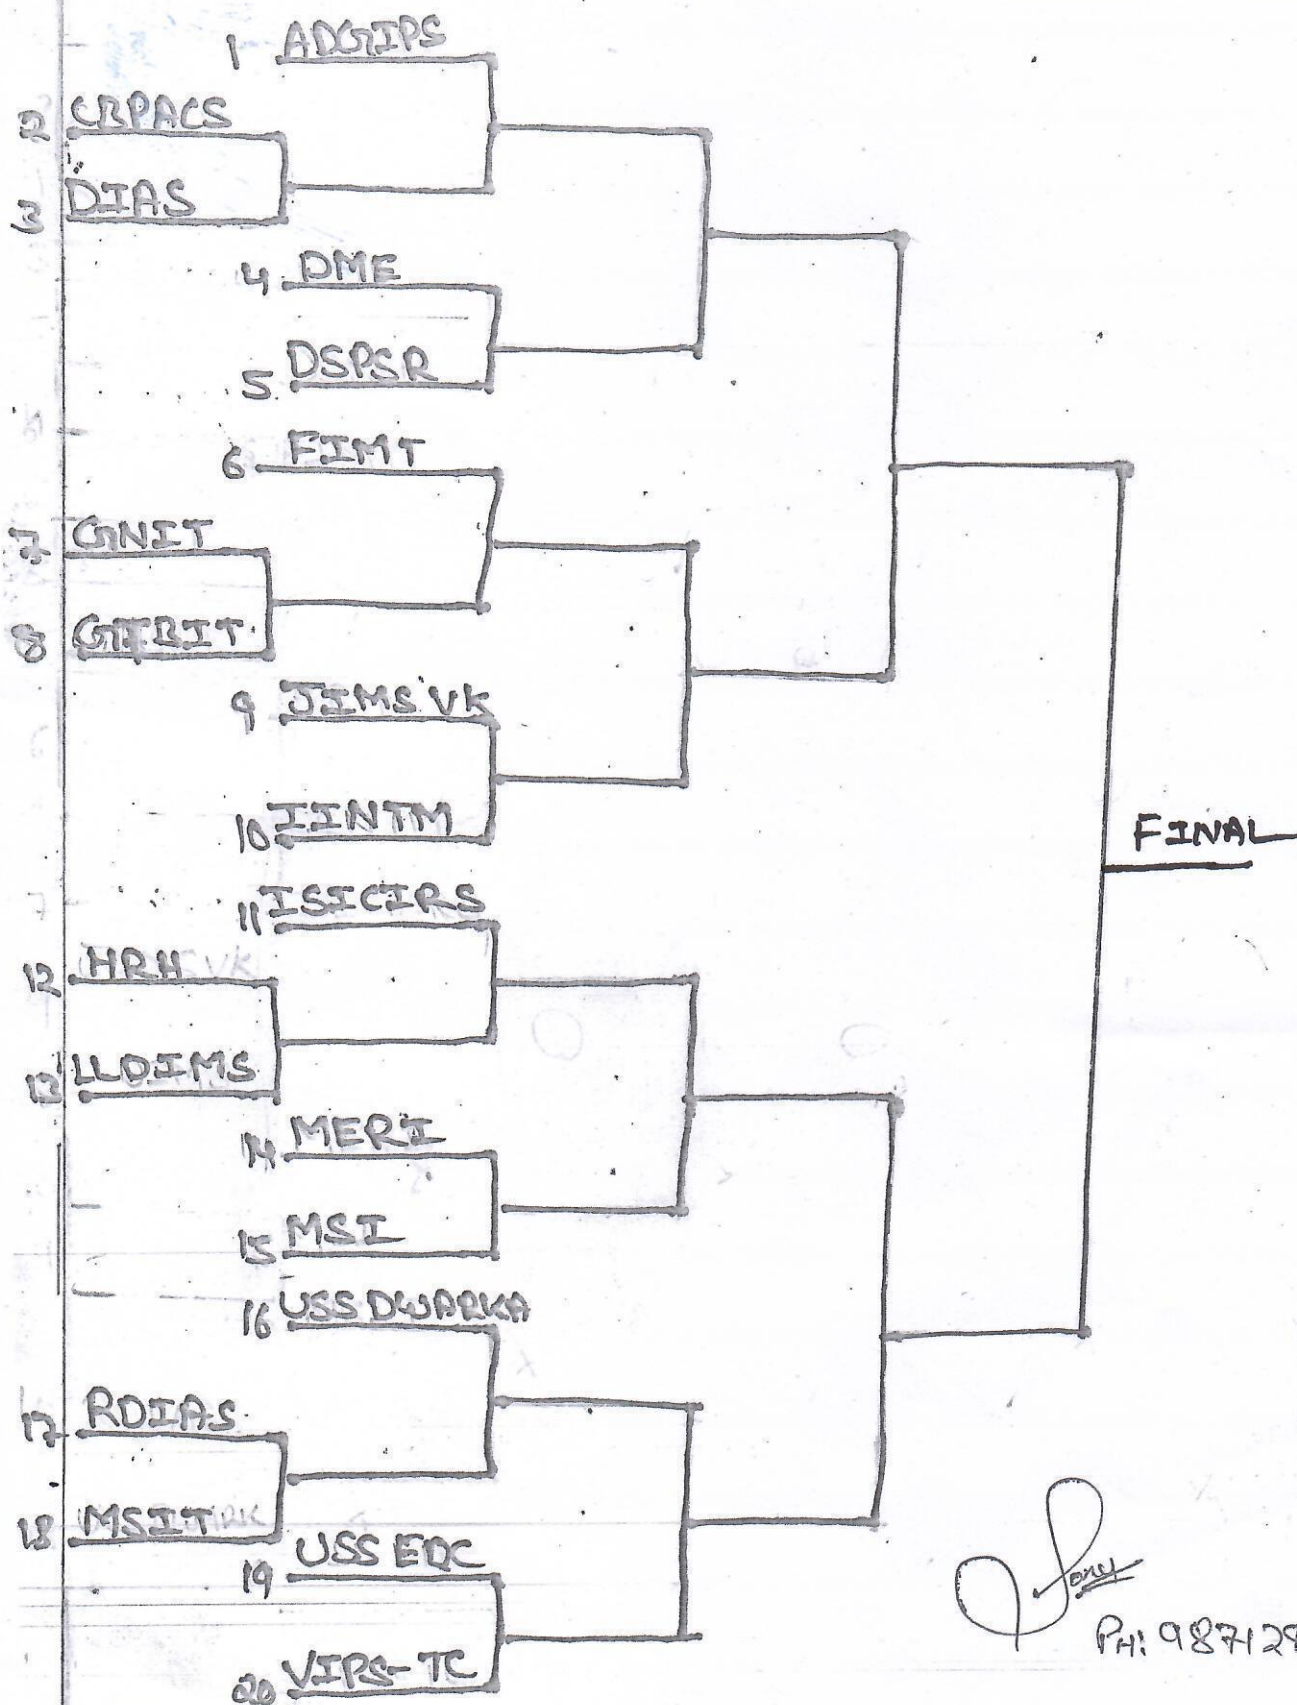 1 ADGIPS
2 CBPACS
3 DIAS
4 DME
5. DSPSR
6 FIMT
7 GNIT
8 GTBIT
9 JIMS VK
10 IINTM
FINAL
11 ISICIRS
12 HRH
13 LLDIMS
14 MERI
15 MSI
16 USS DWARKA
17 RDIAS
18 MSIT
19 USS EDC
20 VIPS-TC
PH: 987128